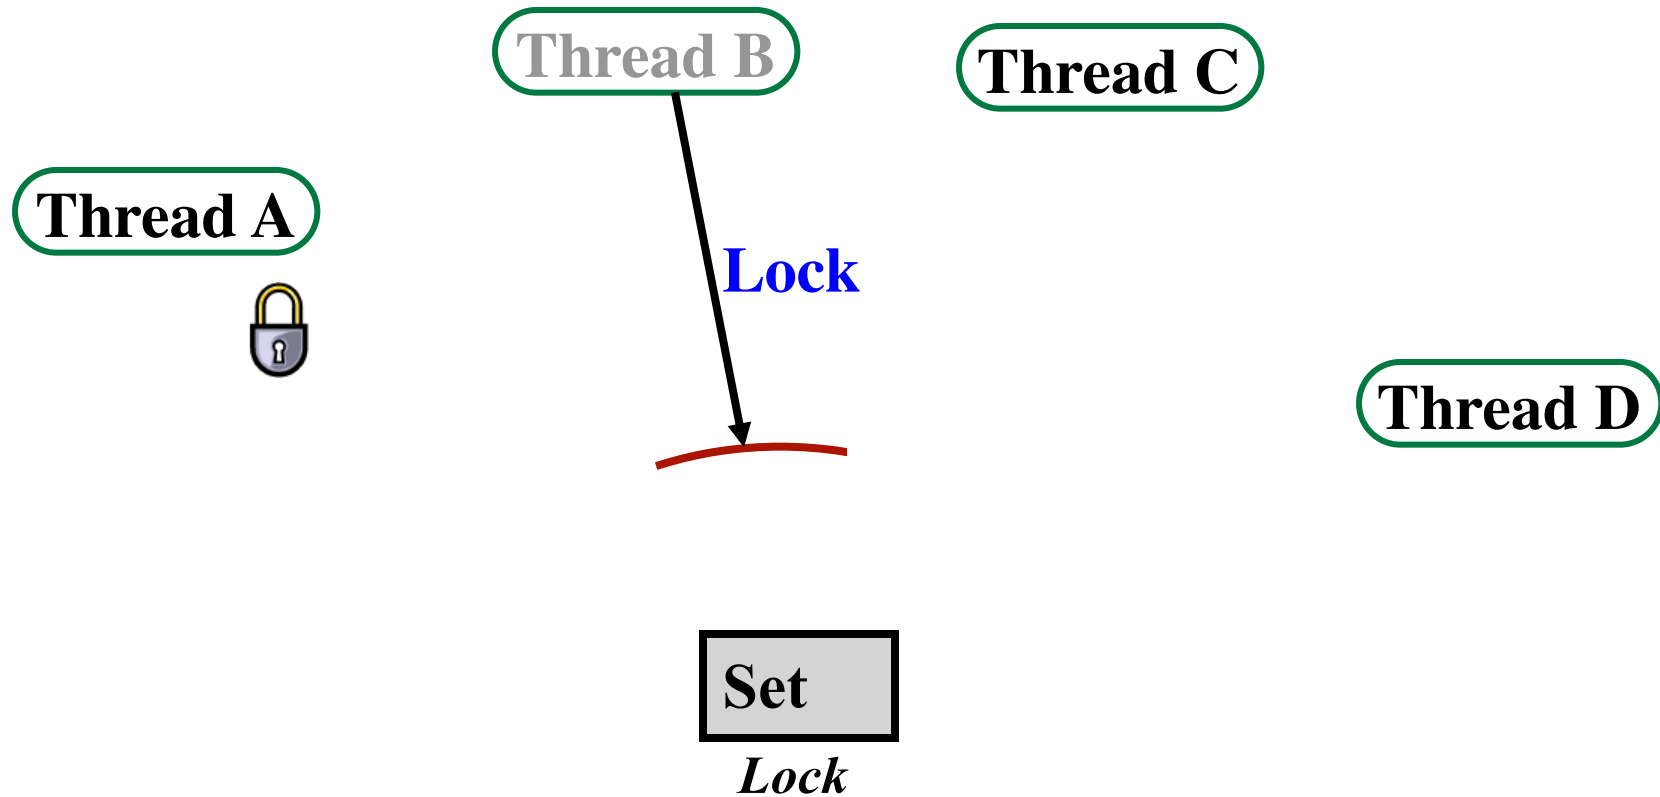 Thread B
Thread C
Thread A
Lock
Thread D
Set
Lock